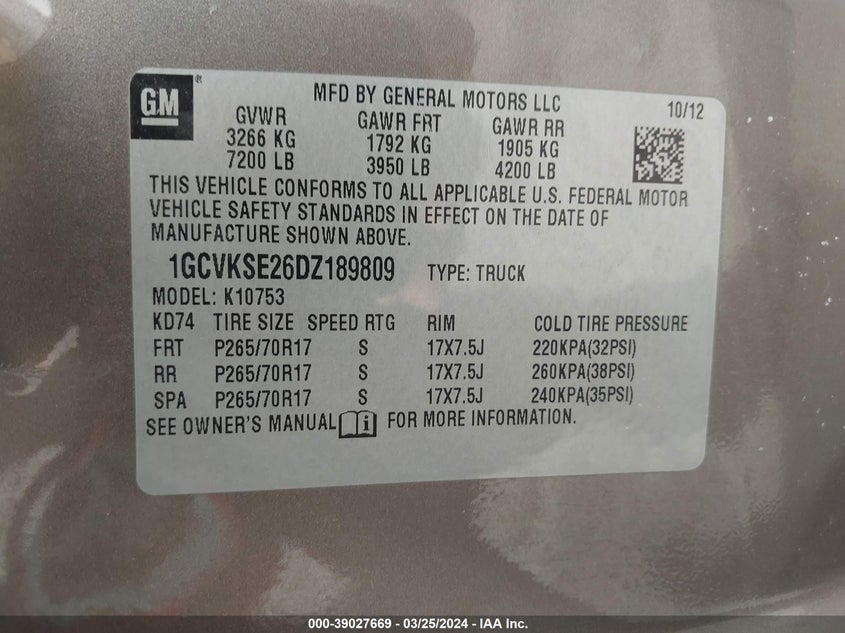 GM®
MFD BY GENERAL MOTORS LLC 10/12
GVWR GAWR FRT GAWR RR
3266 KG 1792 KG 1905 KG
7200 LB 3950 LB 4200 LB
THIS VEHICLE CONFORMS TO ALL APPLICABLE U.S. FEDERAL MOTOR
VEHICLE SAFETY STANDARDS IN EFFECT ON THE DATE OF
MANUFACTURE SHOWN ABOVE.
1GCVKSE26DZ189809 TYPE: TRUCK
MODEL: K10753
KD74 TIRE SIZE SPEED RTG RIM COLD TIRE PRESSURE
FRT P265/70R17 S 17X7.5J 220KPA(32PSI)
RR P265/70R17 S 17X7.5J 260KPA(38PSI)
SPA P265/70R17 S 17X7.5J 240KPA(35PSI)
SEE OWNER'S MANUAL i FOR MORE INFORMATION.
000-39027669 - 03/25/2024 - IAA Inc.